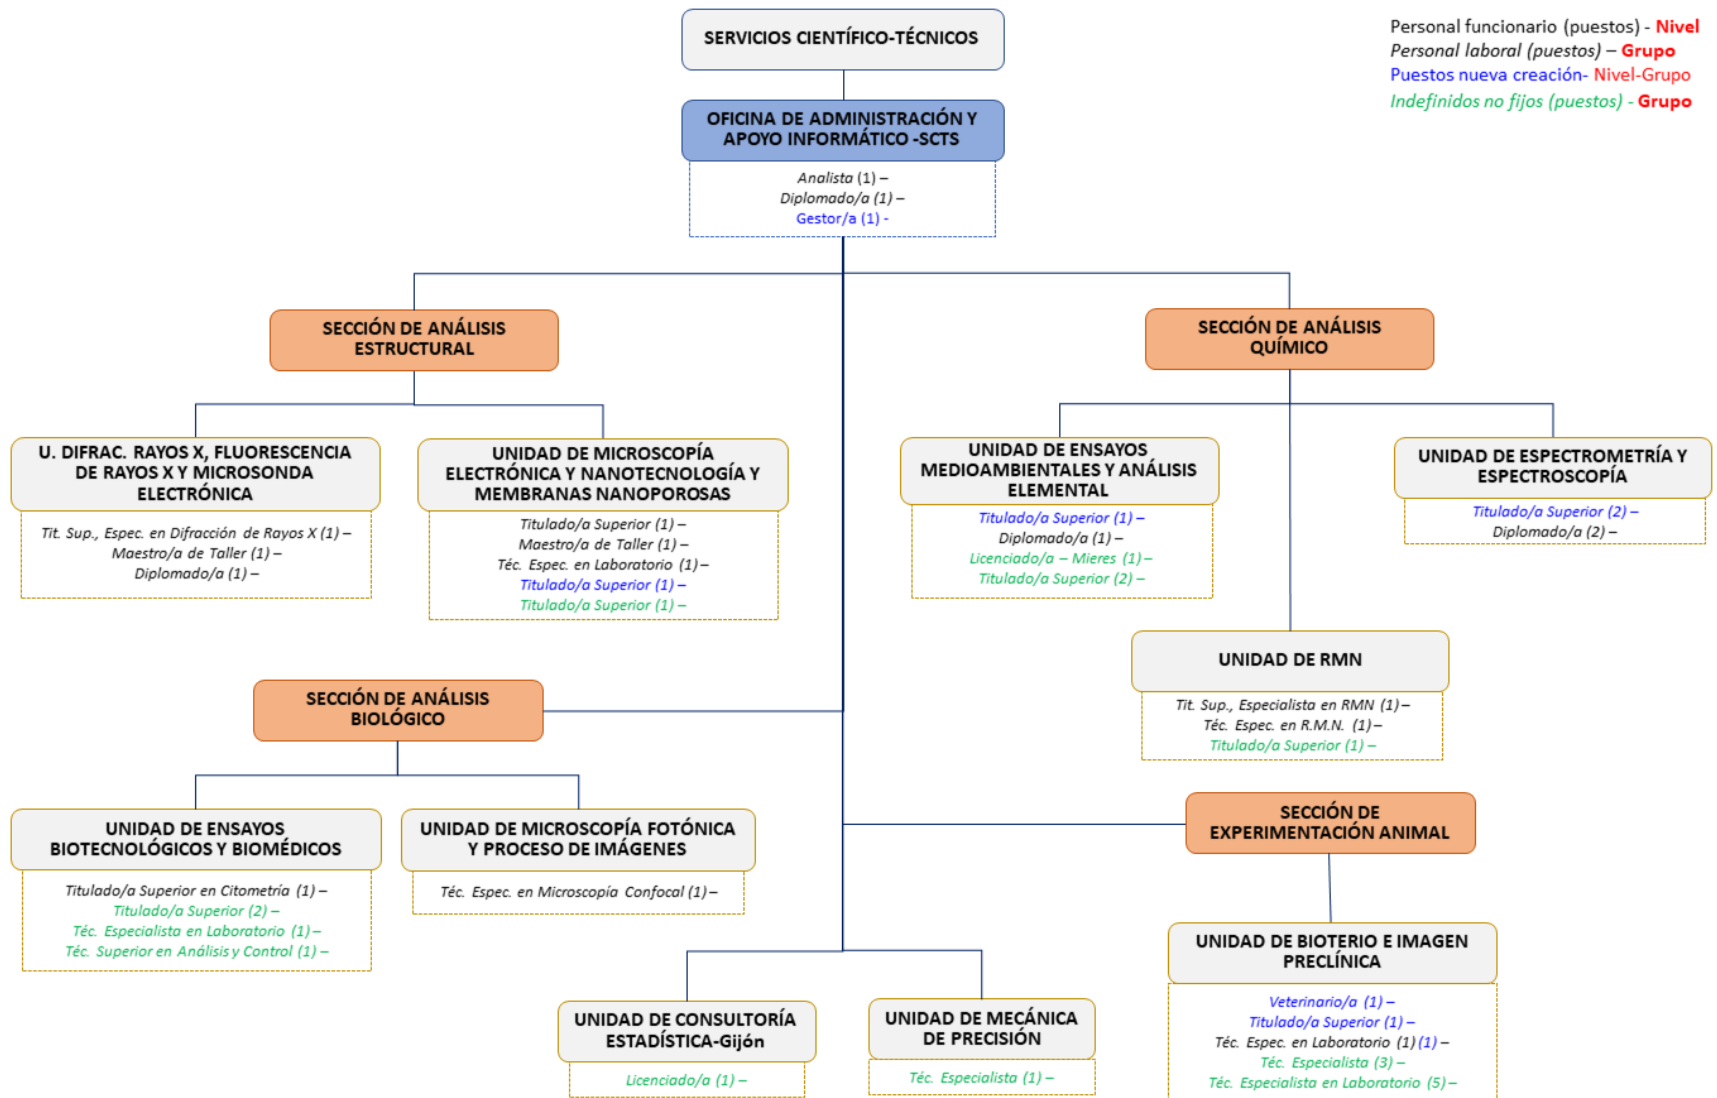 SERVICIOS CIENTÍFICO-TÉCNICOS
Personal funcionario (puestos) - Nivel
Personal laboral (puestos) – Grupo
Puestos nueva creación- Nivel-Grupo
Indefinidos no fijos (puestos) - Grupo
OFICINA DE ADMINISTRACIÓN Y
APOYO INFORMÁTICO -SCTS
Analista (1) –
Diplomado/a (1) –
Gestor/a (1) -
SECCIÓN DE ANÁLISIS
ESTRUCTURAL
SECCIÓN DE ANÁLISIS
QUÍMICO
U. DIFRAC. RAYOS X, FLUORESCENCIA
DE RAYOS X Y MICROSONDA
ELECTRÓNICA
Tit. Sup., Espec. en Difracción de Rayos X (1) –
Maestro/a de Taller (1) –
Diplomado/a (1) –
UNIDAD DE MICROSCOPÍA
ELECTRÓNICA Y NANOTECNOLOGÍA Y
MEMBRANAS NANOPOROSAS
Titulado/a Superior (1) –
Maestro/a de Taller (1) –
Téc. Espec. en Laboratorio (1) –
Titulado/a Superior (1) –
Titulado/a Superior (1) –
UNIDAD DE ENSAYOS
MEDIOAMBIENTALES Y ANÁLISIS
ELEMENTAL
Titulado/a Superior (1) –
Diplomado/a (1) –
Licenciado/a – Mieres (1) –
Titulado/a Superior (2) –
UNIDAD DE ESPECTROMETRÍA Y
ESPECTROSCOPÍA
Titulado/a Superior (2) –
Diplomado/a (2) –
UNIDAD DE RMN
Tit. Sup., Especialista en RMN (1) –
Téc. Espec. en R.M.N. (1) –
Titulado/a Superior (1) –
SECCIÓN DE ANÁLISIS
BIOLÓGICO
UNIDAD DE ENSAYOS
BIOTECNOLÓGICOS Y BIOMÉDICOS
Titulado/a Superior en Citometría (1) –
Titulado/a Superior (2) –
Téc. Especialista en Laboratorio (1) –
Téc. Superior en Análisis y Control (1) –
UNIDAD DE MICROSCOPÍA FOTÓNICA
Y PROCESO DE IMÁGENES
Téc. Espec. en Microscopía Confocal (1) –
SECCIÓN DE
EXPERIMENTACIÓN ANIMAL
UNIDAD DE BIOTERIO E IMAGEN
PRECLÍNICA
Veterinario/a (1) –
Titulado/a Superior (1) –
Téc. Espec. en Laboratorio (1) (1) –
Téc. Especialista (3) –
Téc. Especialista en Laboratorio (5) –
UNIDAD DE CONSULTORÍA
ESTADÍSTICA-Gijón
Licenciado/a (1) –
UNIDAD DE MECÁNICA
DE PRECISIÓN
Téc. Especialista (1) –